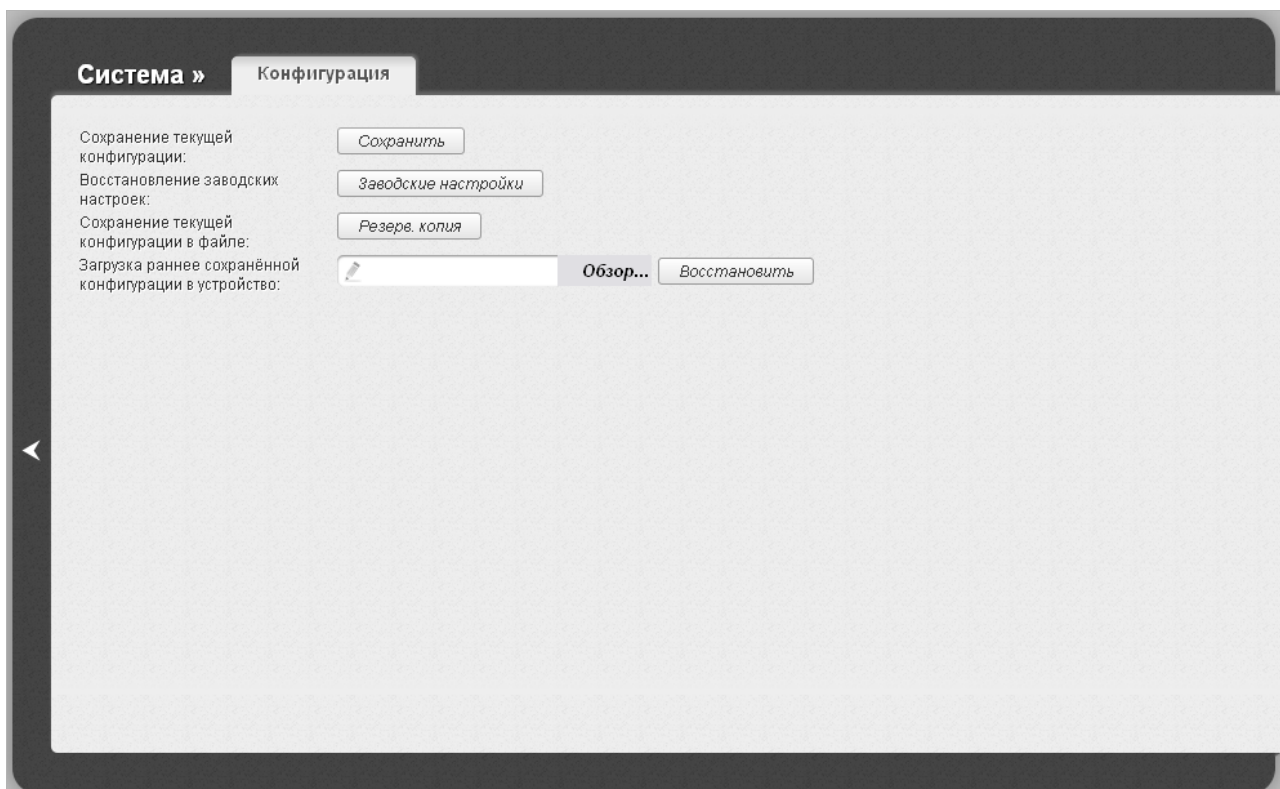 Система »
Конфигурация
Сохранение текущей
конфигурации:
Сохранить
Восстановление заводских
настроек:
Заводские настройки
Сохранение текущей
конфигурации в файле:
Резерв. копия
Загрузка раннее сохранённой
конфигурации в устройство:
Обзор...
Восстановить